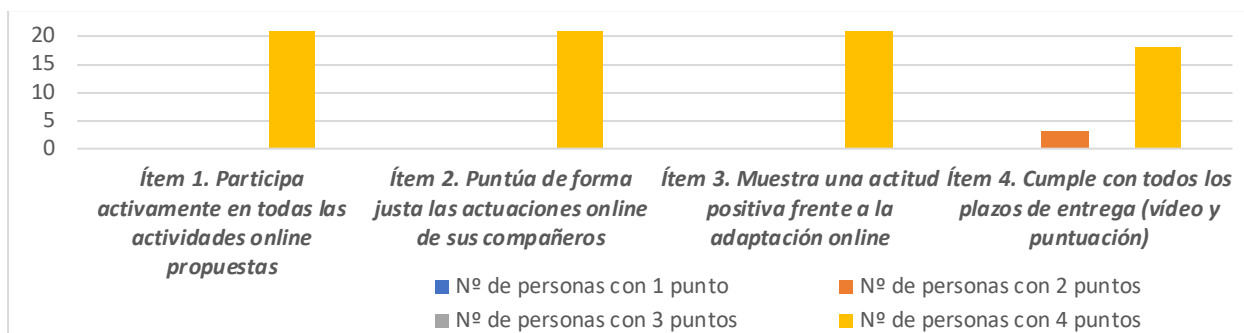 20
15
10
5
0
Ítem 1. Participa
activamente en todas las
actividades online
propuestas
Ítem 2. Puntúa de forma
justa las actuaciones online
de sus compañeros
Ítem 3. Muestra una actitud
positiva frente a la
adaptación online
Ítem 4. Cumple con todos los
plazos de entrega (vídeo y
puntuación)
Nº de personas con 1 punto
Nº de personas con 2 puntos
Nº de personas con 3 puntos
Nº de personas con 4 puntos